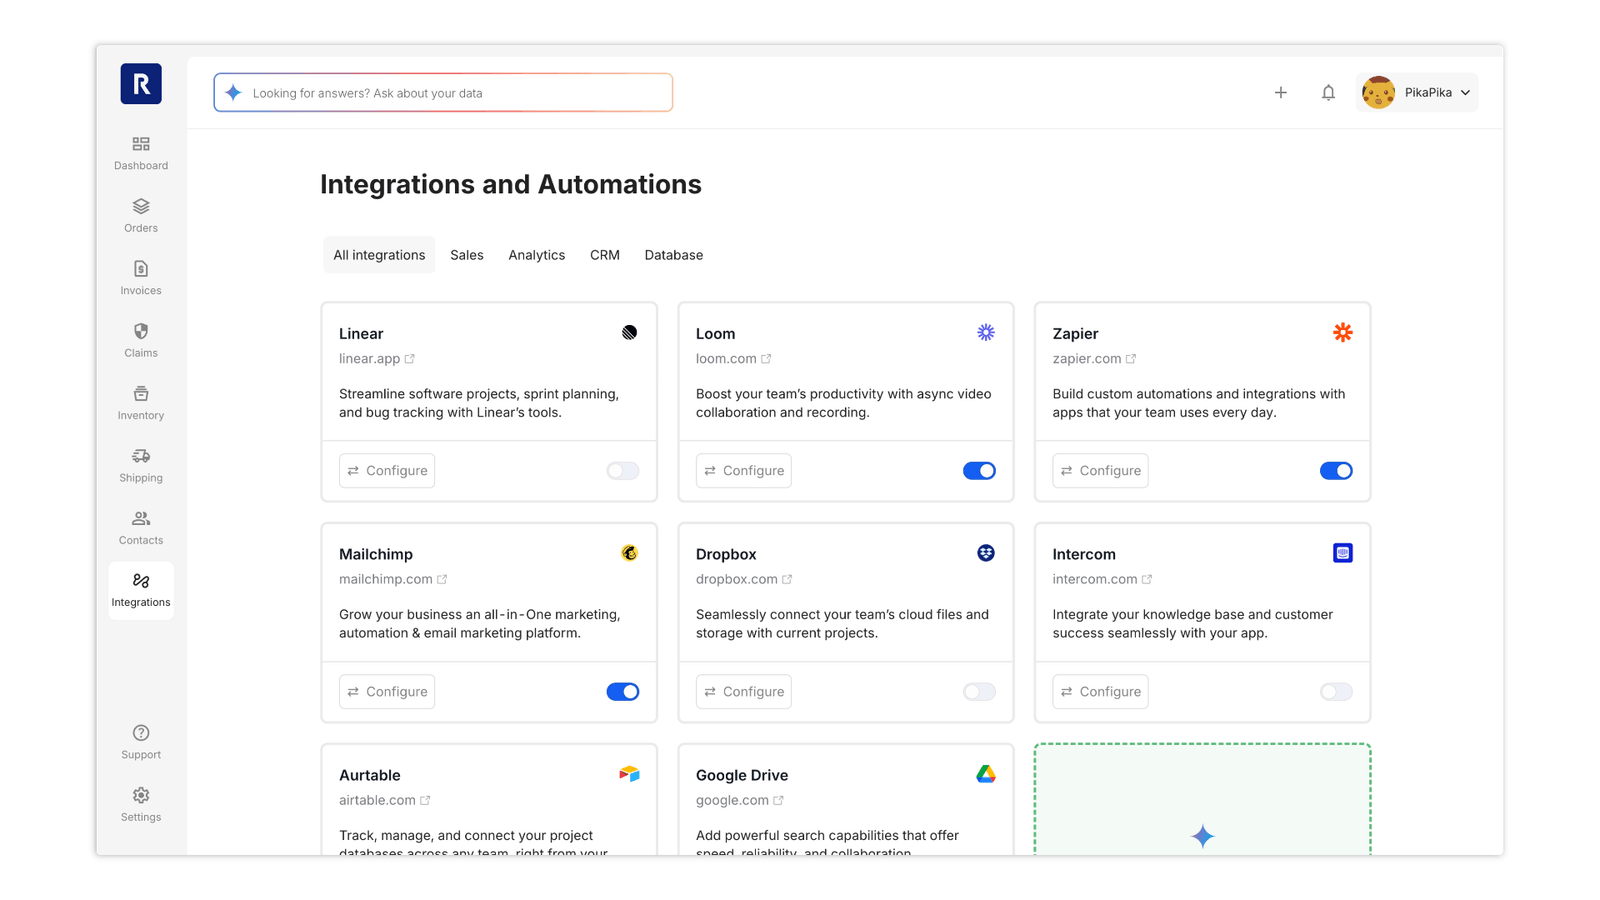 R
Looking for answers? Ask about your data
PikaPika
Dashboard
Orders
Invoices
Claims
Inventory
Shipping
Contacts
Integrations
Support
Settings
Integrations and Automations
All integrations
Sales
Analytics
CRM
Database
Linear
linear.app
Streamline software projects, sprint planning,
and bug tracking with Linear’s tools.
Configure
Loom
loom.com
Boost your team’s productivity with async video
collaboration and recording.
Configure
Zapier
zapier.com
Build custom automations and integrations with
apps that your team uses every day.
Configure
Mailchimp
mailchimp.com
Grow your business an all-in-One marketing,
automation & email marketing platform.
Configure
Dropbox
dropbox.com
Seamlessly connect your team’s cloud files and
storage with current projects.
Configure
Intercom
intercom.com
Integrate your knowledge base and customer
success seamlessly with your app.
Configure
Aurtable
airtable.com
Track, manage, and connect your project
databases across any team, right from your
Google Drive
google.com
Add powerful search capabilities that offer
speed, reliability, and collaboration